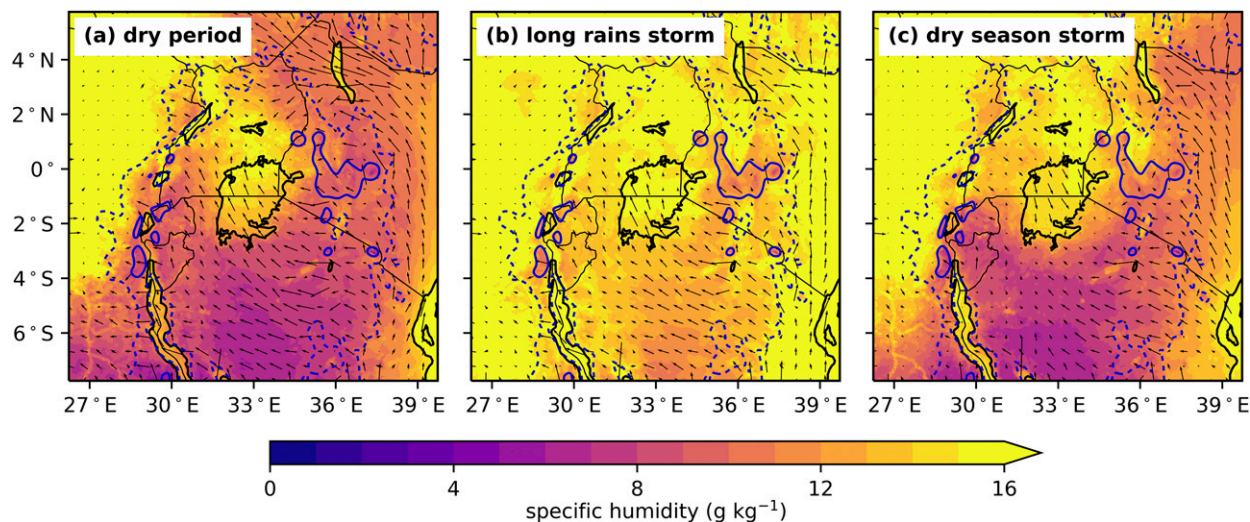 (a) dry period
(b) long rains storm
(c) dry season storm
4°N
2°N
0°
2°S
4°S
6°S
27°E 30°E 33°E 36°E 39°E
27°E 30°E 33°E 36°E 39°E
27°E 30°E 33°E 36°E 39°E
0 4 8 12 16
specific humidity (g kg⁻¹)